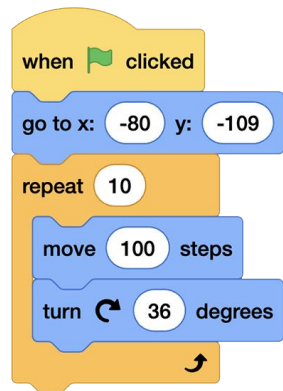 when clicked
go to x: -80 y: -109
repeat 10
move 100 steps
turn 36 degrees